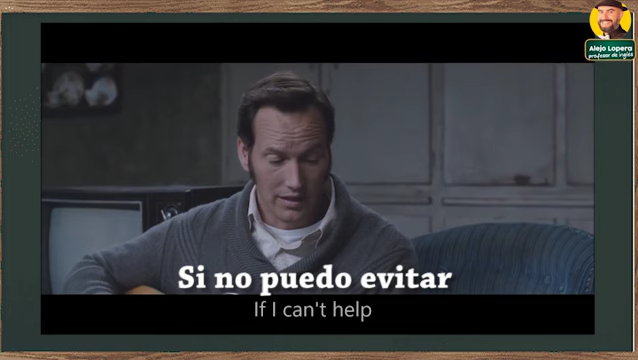 Alejo Lopera
profesor de inglés
Si no puedo evitar
If I can't help